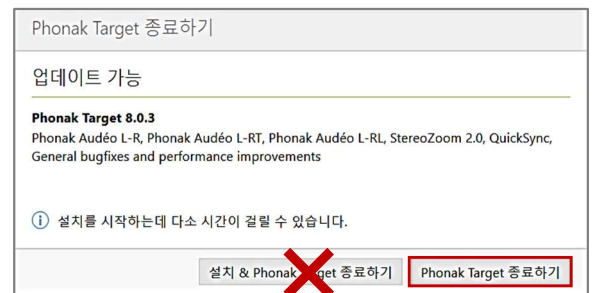 Phonak Target 종료하기
업데이트 가능
Phonak Target 8.0.3
Phonak Audéo L-R, Phonak Audéo L-RT, Phonak Audéo L-RL, StereoZoom 2.0, QuickSync,
General bugfixes and performance improvements
설치를 시작하는데 다소 시간이 걸릴 수 있습니다.
설치 & Phonak 종료하기 Phonak Target 종료하기